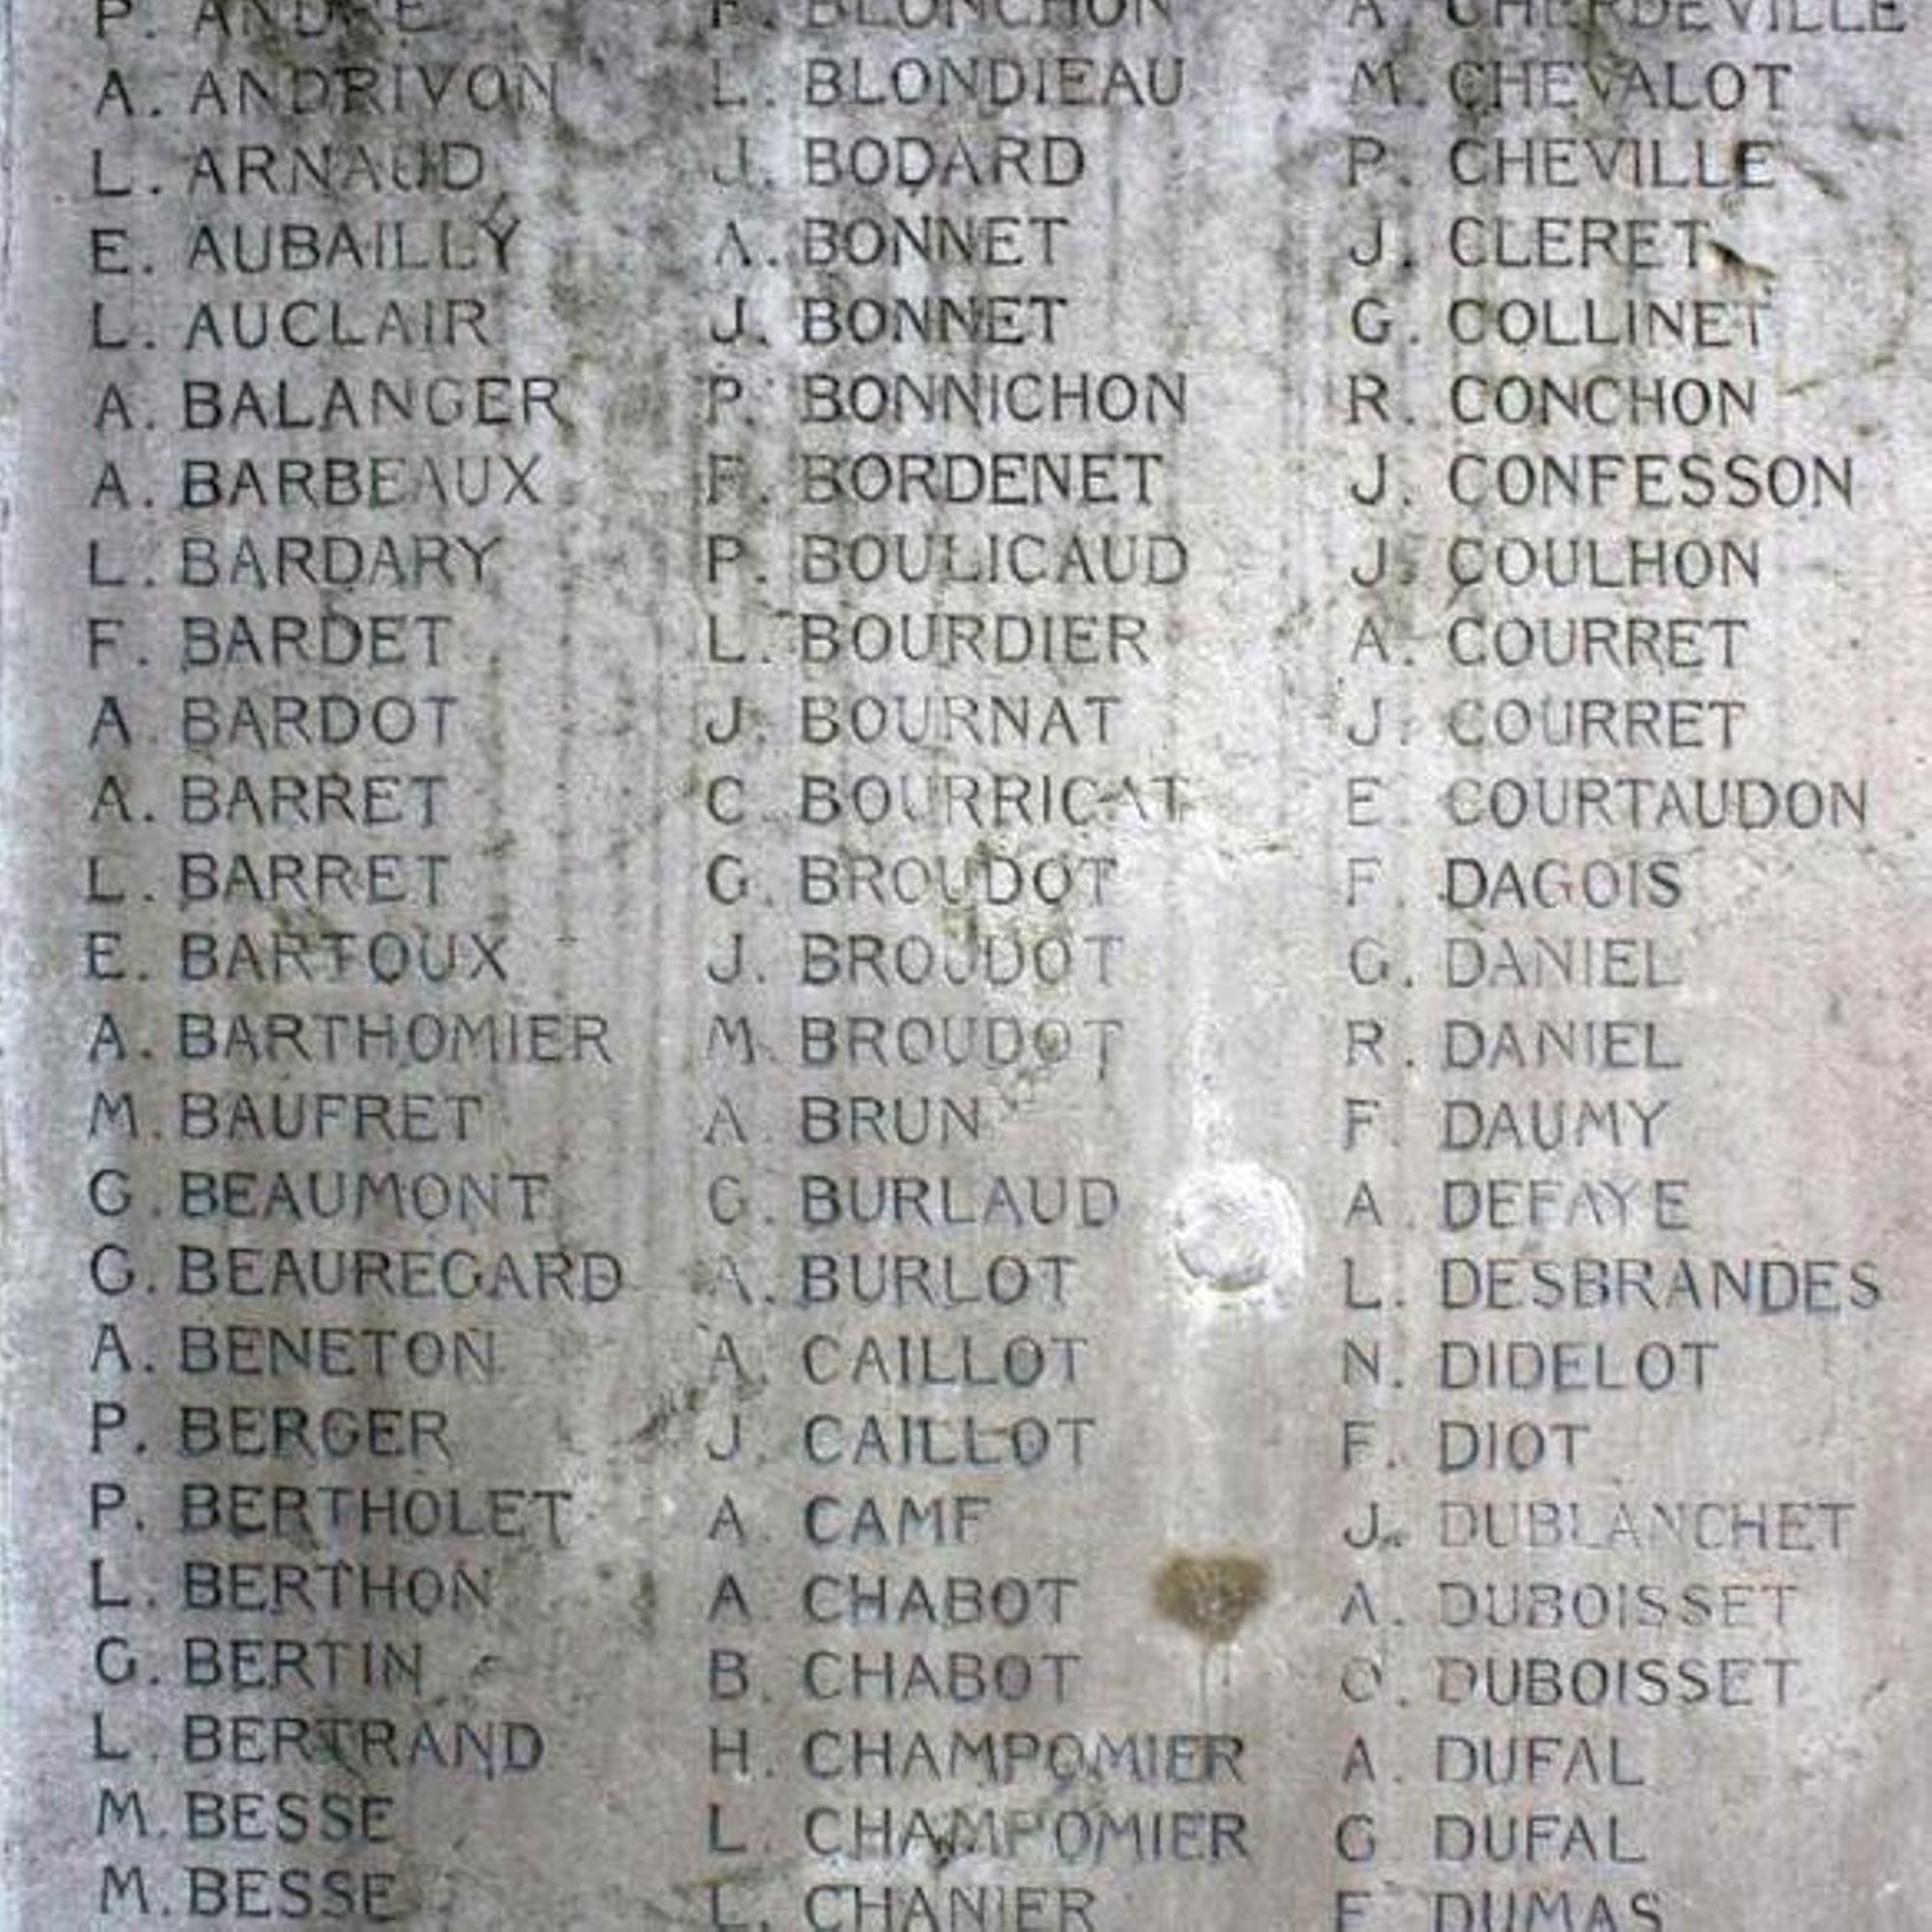 P. ANDRÉ
A. ANDRIVON
L. ARNAUD
E. AUBAILLY
L. AUCLAIR
A. BALANGER
A. BARBEAUX
L. BARDARY
F. BARDET
A. BARDOT
A. BARRET
L. BARRET
E. BARTOUX
A. BARTHOMIER
M. BAUFRET
G. BEAUMONT
G. BEAUREGARD
A. BENETON
P. BERGER
P. BERTHOLET
L. BERTHON
G. BERTIN
L. BERTRAND
M. BESSE
M. BESSE
BLONCHON
L. BLONDIEAU
J. BODARD
A. BONNET
J. BONNET
P. BONNICHON
F. BORDENET
P. BOULICAUD
L. BOURDIER
J. BOURNAT
C. BOURRICAT
G. BROUDOT
J. BROUDOT
M. BROUDOT
A. BRUN
G. BURLAUD
A. BURLOT
A. CAILLOT
J. CAILLOT
A. CAMF
A. CHABOT
B. CHABOT
H. CHAMPOMIER
L. CHAMPOMIER
L. CHANIER
A. CHERDEVILLE
M. CHEVALOT
P. CHEVILLE
J. CLERET
G. COLLINET
R. CONCHON
J. CONFESSON
J. COULHON
A. COURRET
J. COURRET
E. COURTAUDON
F. DAGOIS
G. DANIEL
R. DANIEL
F. DAUMY
A. DEFAYE
L. DESBRANDES
N. DIDELOT
F. DIOT
J. DUBLANCHET
A. DUBOISSET
O. DUBOISSET
A. DUFAL
G DUFAL
DUMAS